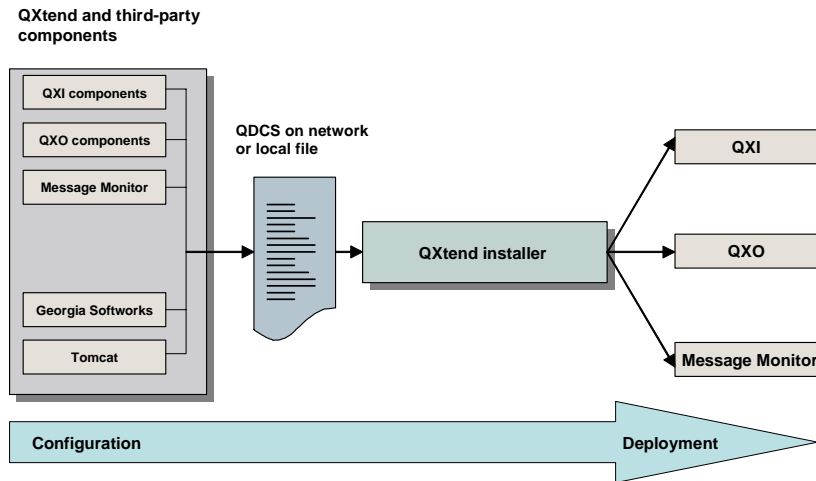 QXtend and third-party
components
QXI components
QXO components
Message Monitor
Georgia Softworks
Tomcat
QDCS on network
or local file
QXtend installer
QXI
QXO
Message Monitor
Configuration
Deployment